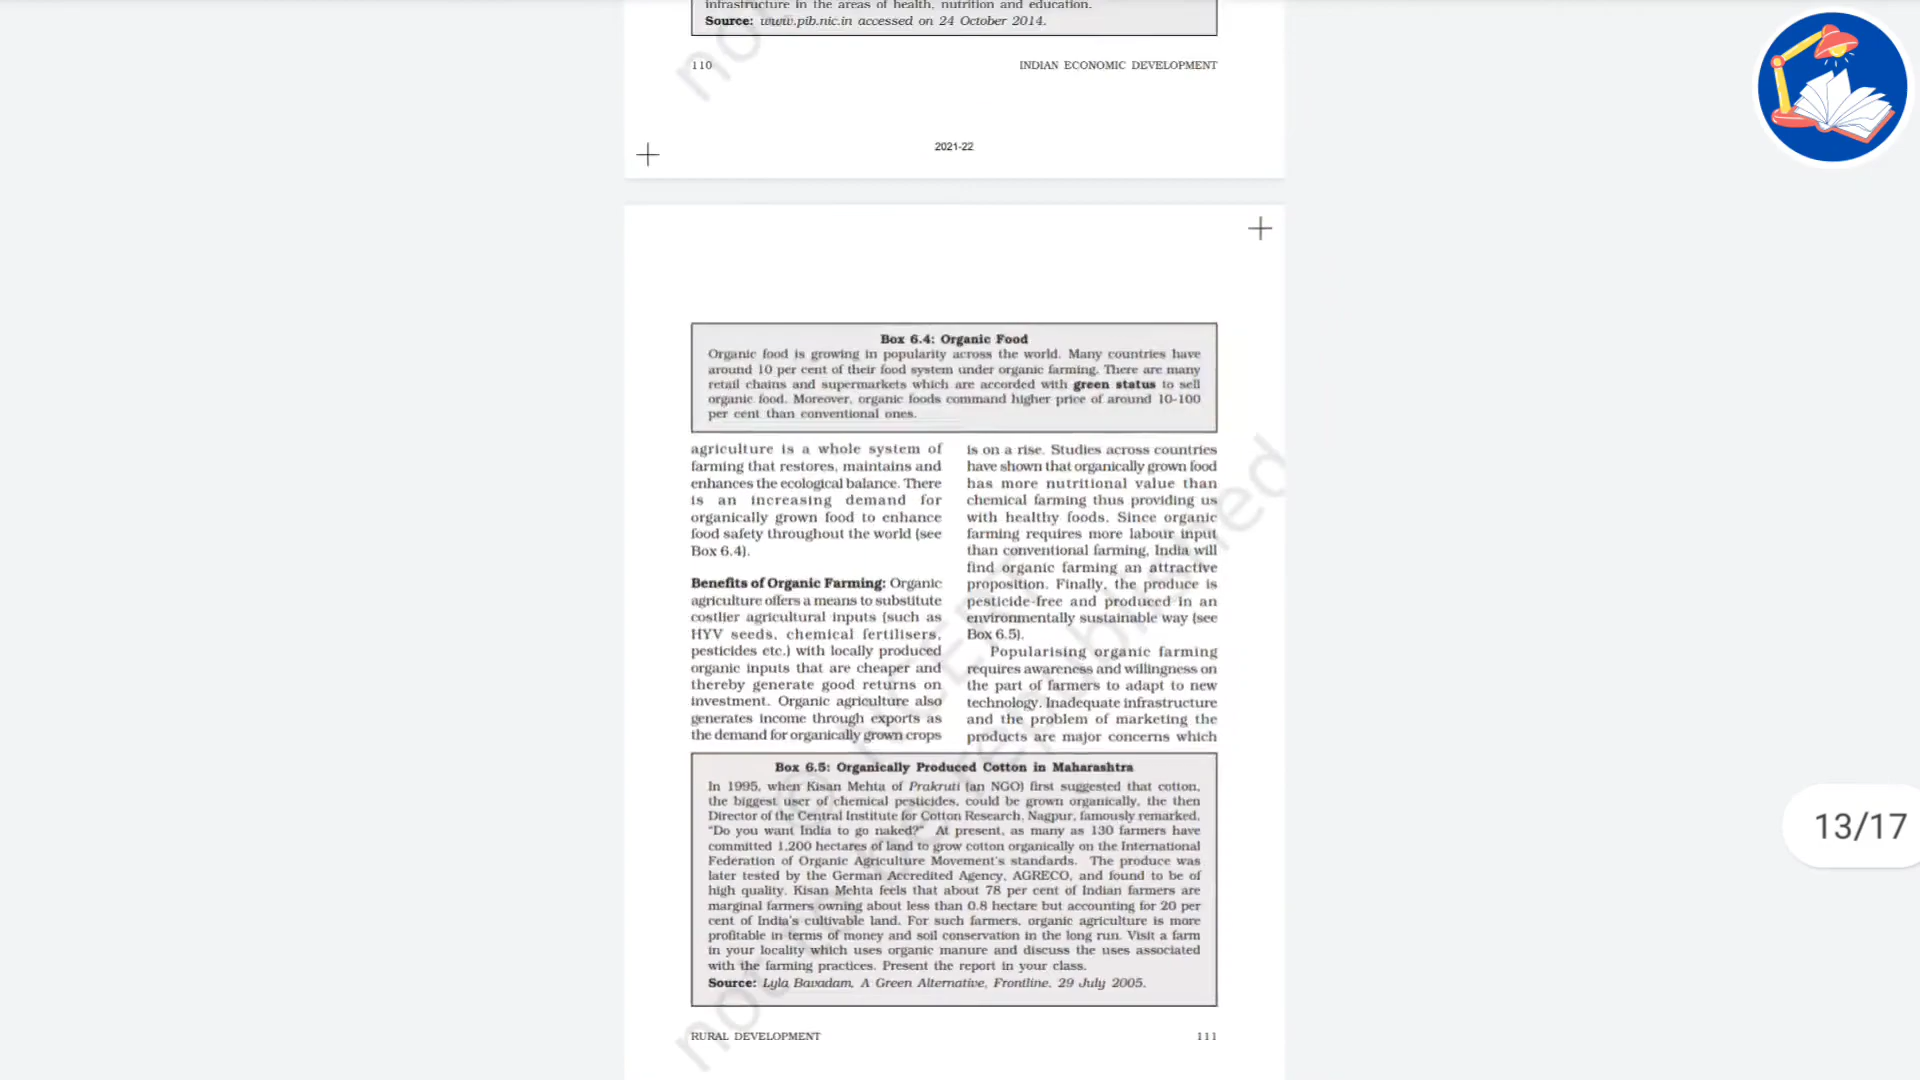 infrastructure in the areas of health, nutrition and education.
Source: www.pib.nic.in accessed on 24 October 2014.
110
INDIAN ECONOMIC DEVELOPMENT
2021-22
Box 6.4: Organic Food
Organic food is growing in popularity across the world. Many countries have
around 10 per cent of their food system under organic farming. There are many
retail chains and supermarkets which are accorded with green status to sell
organic food. Moreover, organic foods command higher price of around 10-100
per cent than conventional ones.
agriculture is a whole system of
farming that restores, maintains and
enhances the ecological balance. There
is an increasing demand for
organically grown food to enhance
food safety throughout the world (see
Box 6.4).
Benefits of Organic Farming: Organic
agriculture offers a means to substitute
costlier agricultural inputs (such as
HYV seeds, chemical fertilisers,
pesticides etc.) with locally produced
organic inputs that are cheaper and
thereby generate good returns on
investment. Organic agriculture also
generates income through exports as
the demand for organically grown crops
is on a rise. Studies across countries
have shown that organically grown food
has more nutritional value than
chemical farming thus providing us
with healthy foods. Since organic
farming requires more labour input
than conventional farming, India will
find organic farming an attractive
proposition. Finally, the produce is
pesticide-free and produced in an
environmentally sustainable way (see
Box 6.5).
Popularising organic farming
requires awareness and willingness on
the part of farmers to adapt to new
technology. Inadequate infrastructure
and the problem of marketing the
products are major concerns which
Box 6.5: Organically Produced Cotton in Maharashtra
In 1995, when Kisan Mehta of Prakruti (an NGO) first suggested that cotton,
the biggest user of chemical pesticides, could be grown organically, the then
Director of the Central Institute for Cotton Research, Nagpur, famously remarked,
“Do you want India to go naked?” At present, as many as 130 farmers have
committed 1,200 hectares of land to grow cotton organically on the International
Federation of Organic Agriculture Movement's standards. The produce was
later tested by the German Accredited Agency, AGRECO, and found to be of
high quality. Kisan Mehta feels that about 78 per cent of Indian farmers are
marginal farmers owning about less than 0.8 hectare but accounting for 20 per
cent of India's cultivable land. For such farmers, organic agriculture is more
profitable in terms of money and soil conservation in the long run. Visit a farm
in your locality which uses organic manure and discuss the uses associated
with the farming practices. Present the report in your class.
Source: Lyla Bavadam, A Green Alternative, Frontline, 29 July 2005.
RURAL DEVELOPMENT
111
13/17
© NCERT
not to be republished
not